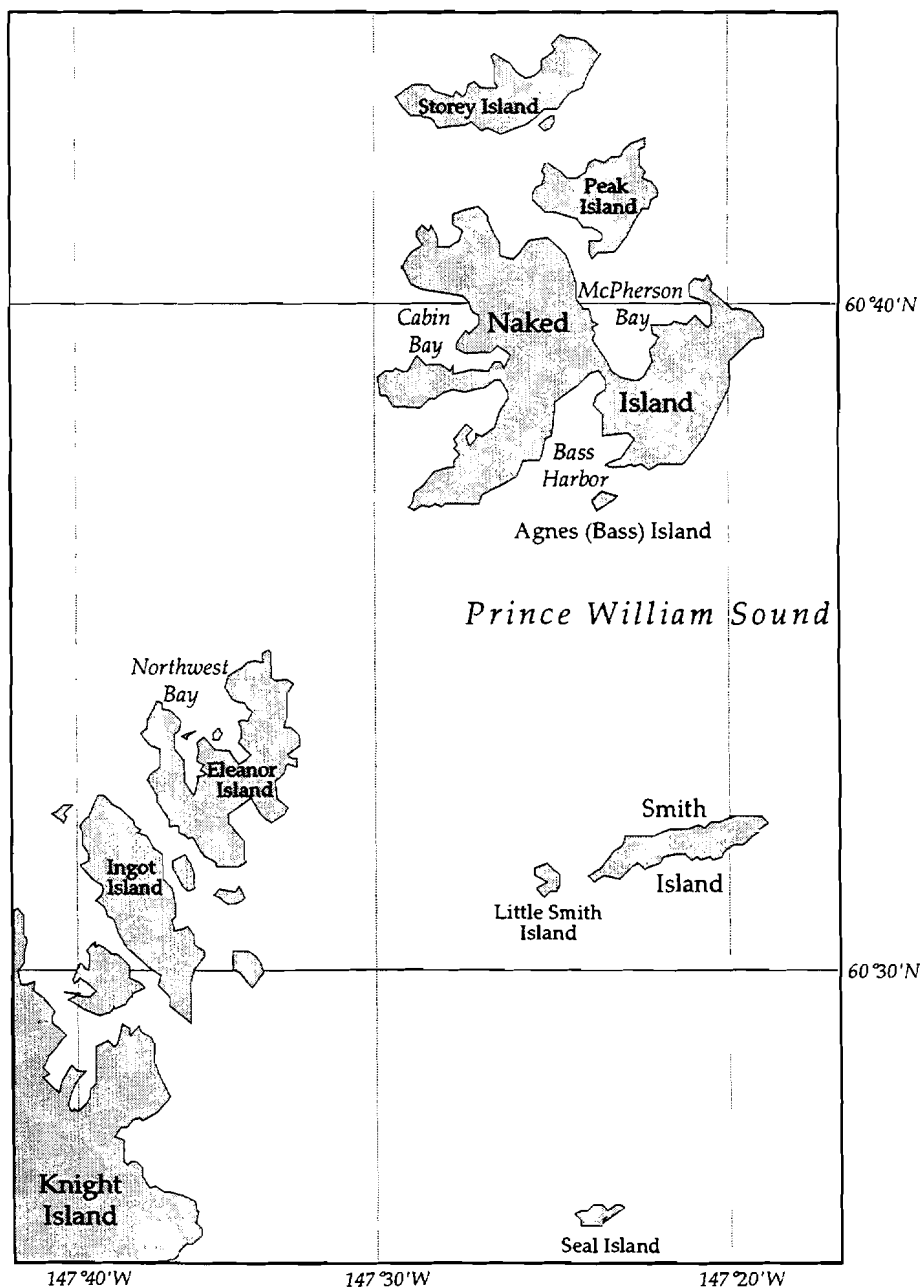 Storey Island
Peak
Island
McPherson
Bay
60°40'N
Cabin
Bay
Naked
Island
Bass
Harbor
Agnes (Bass) Island
Prince William Sound
Northwest
Bay
Eleanor
Island
Smith
Island
Ingot
Island
Little Smith
Island
60°30'N
Knight
Island
Seal Island
147°40'W
147°30'W
147°20'W